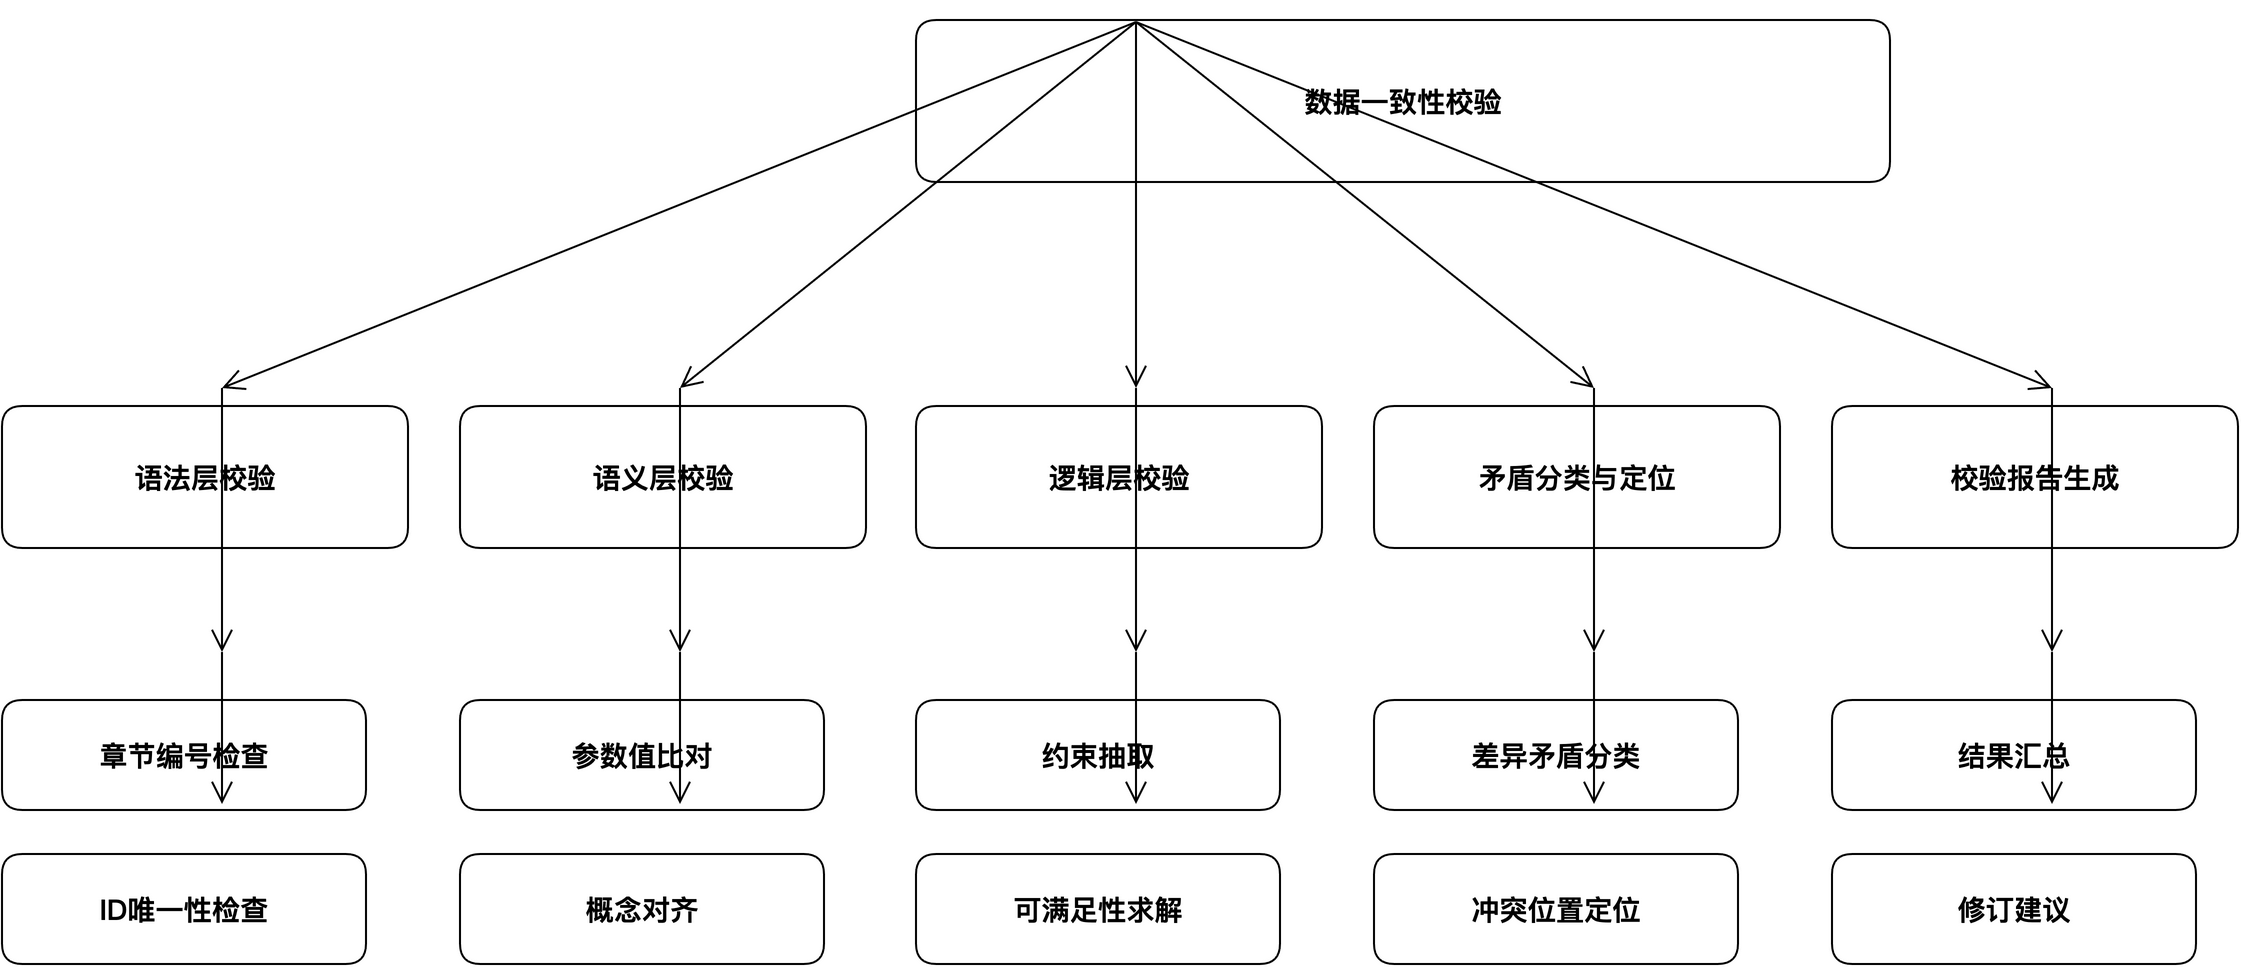 数据一致性校验
语法层校验
语义层校验
逻辑层校验
矛盾分类与定位
校验报告生成
章节编号检查
参数值比对
约束抽取
差异矛盾分类
结果汇总
ID唯一性检查
概念对齐
可满足性求解
冲突位置定位
修订建议